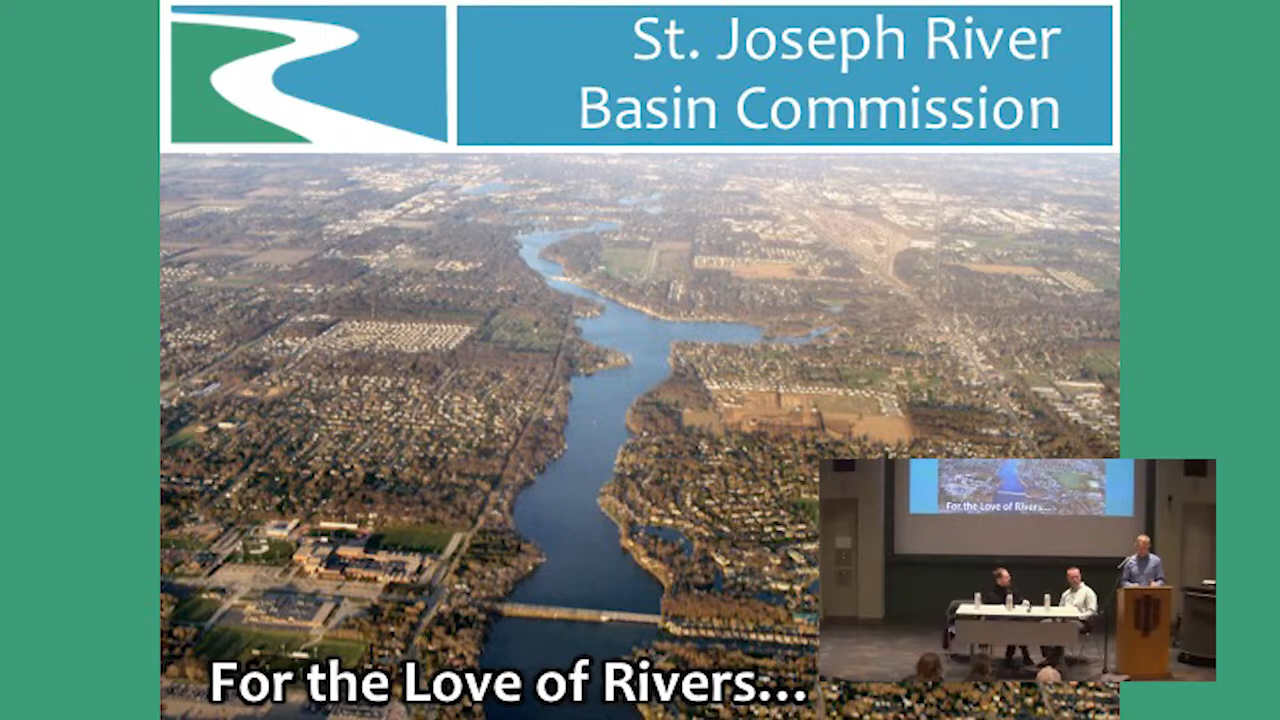 St. Joseph River
Basin Commission
For the Love of Rivers...
For the Love of Rivers...